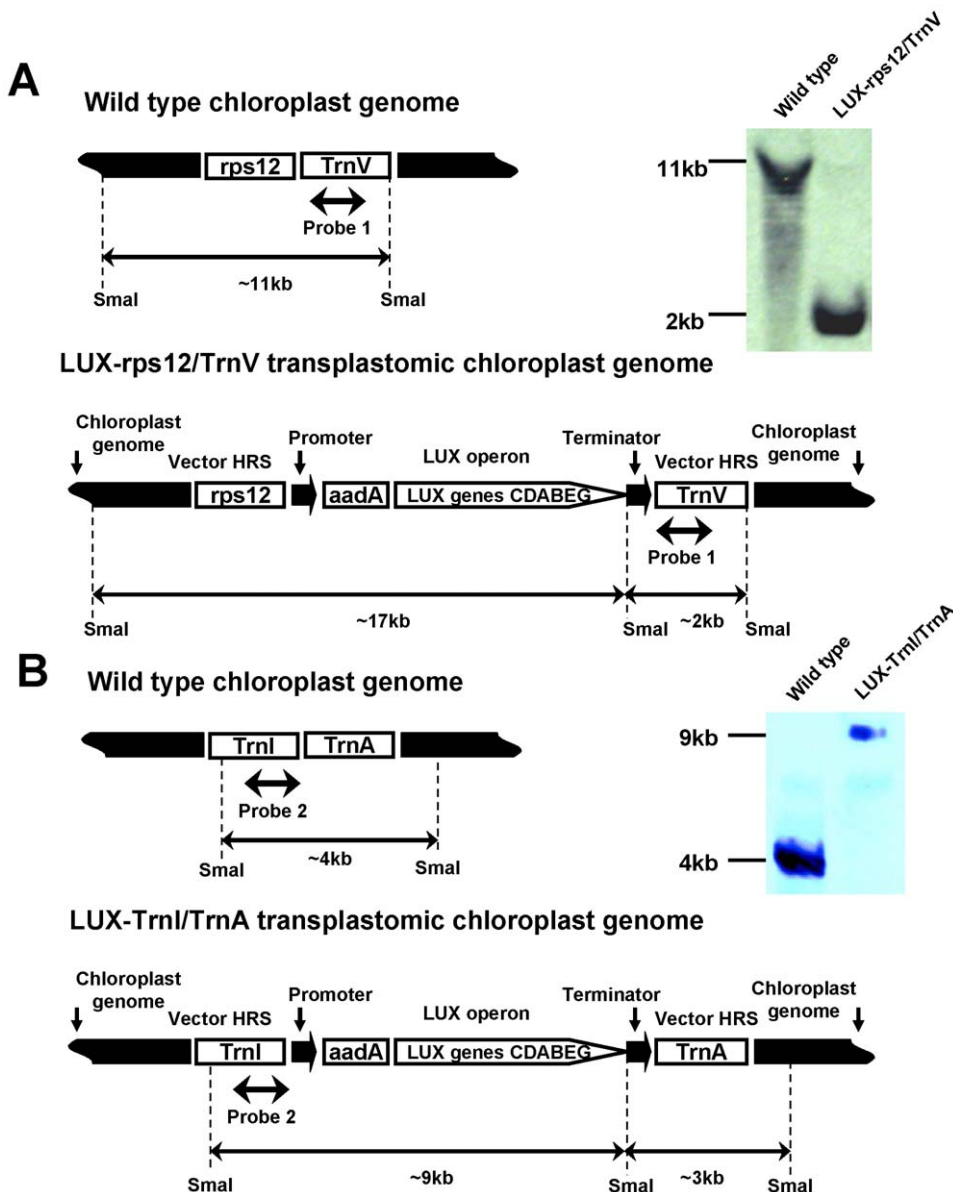 A
Wild type chloroplast genome
rps12
TrnV
Probe 1
~11kb
SmaI
SmaI
Wild type
LUX-rps12/TrnV
11kb
2kb
LUX-rps12/TrnV transplastomic chloroplast genome
Chloroplast
genome
Promoter
Terminator
Chloroplast
genome
Vector HRS
LUX operon
Vector HRS
rps12
aadA
LUX genes CDABEG
TrnV
Probe 1
~17kb
~2kb
SmaI
SmaI
SmaI
B
Wild type chloroplast genome
TrnI
TrnA
Probe 2
~4kb
SmaI
SmaI
Wild type
LUX-TrnI/TrnA
9kb
4kb
LUX-TrnI/TrnA transplastomic chloroplast genome
Chloroplast
genome
Promoter
Terminator
Chloroplast
genome
Vector HRS
LUX operon
Vector HRS
TrnI
aadA
LUX genes CDABEG
TrnA
Probe 2
~9kb
~3kb
SmaI
SmaI
SmaI